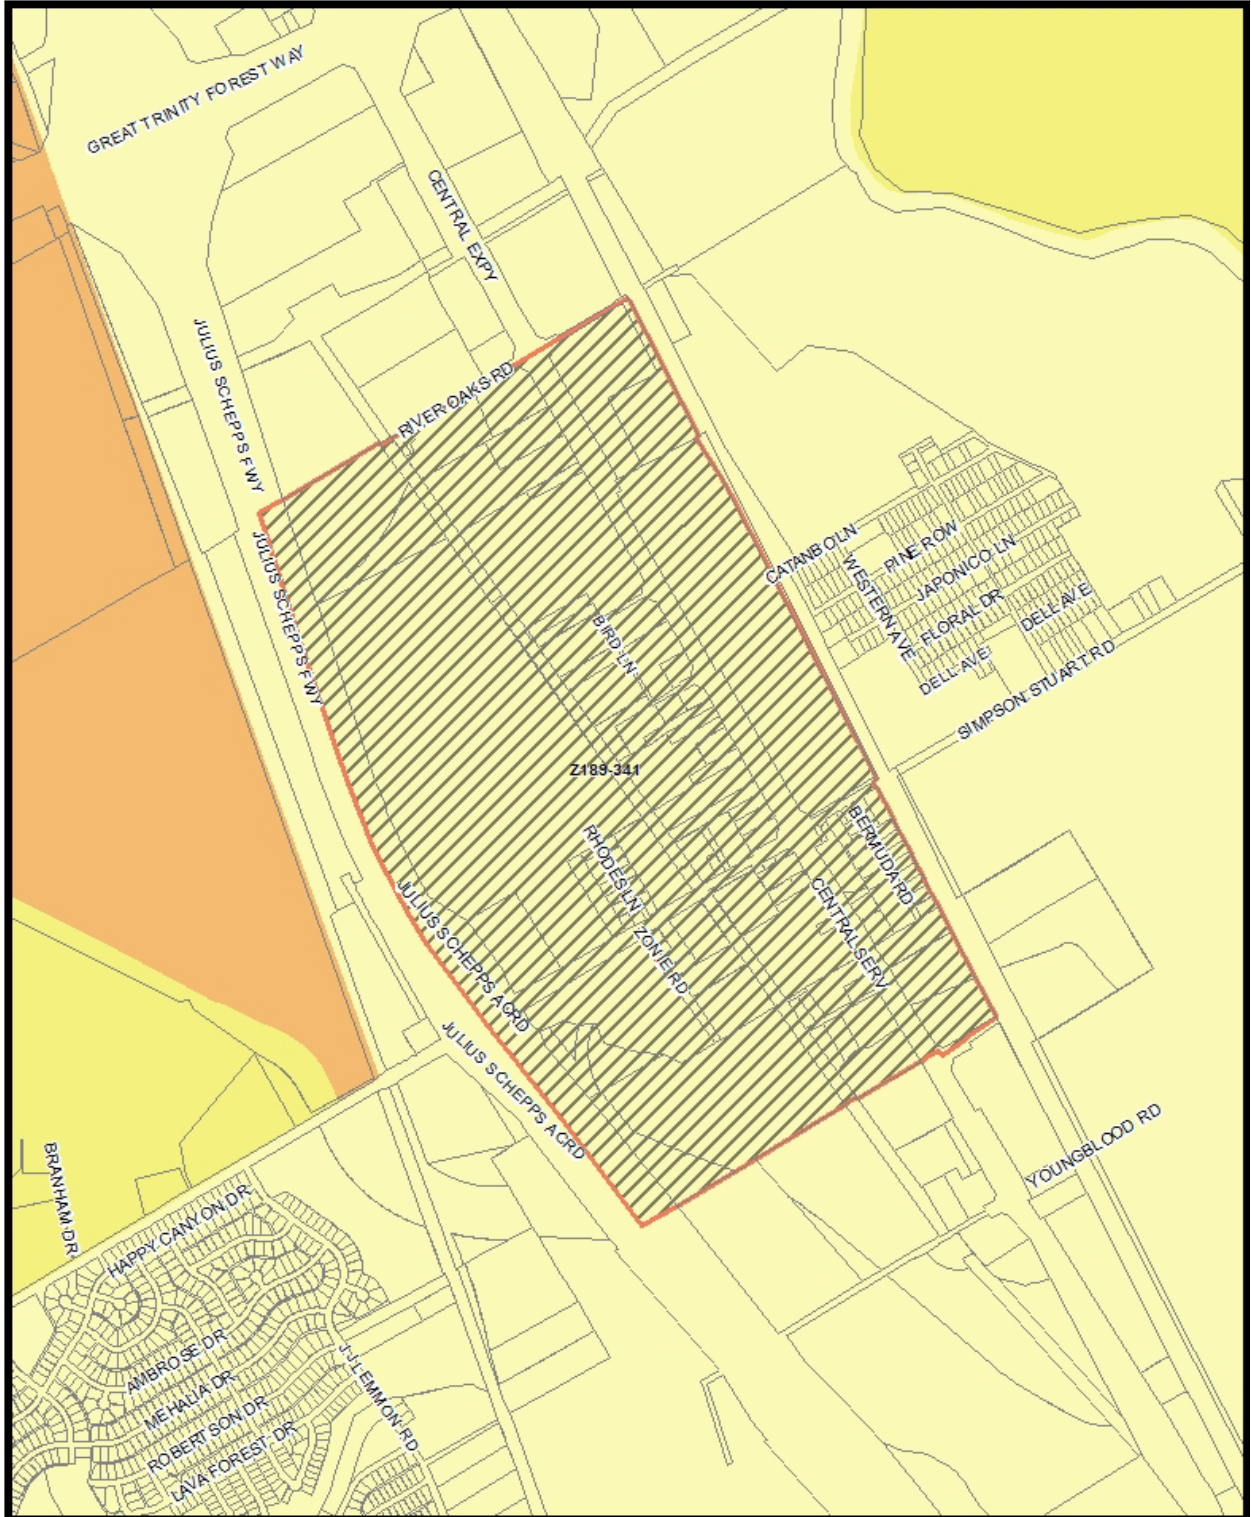 GREAT TRINITY FOREST WAY
CENTRAL EXPY
JULIUS SCHEPPS FWY
RIVER OAKS RD
JULIUS SCHEPPS FWY
CATANBO LN
PINE ROW
WESTERN AVE
JAPONICO LN
FLORAL DR
DELL AVE
DELL AVE
SIMPSON STUART RD
BIRD LN
Z189-341
BERMUDA RD
RHODES LN
ZONIE RD
CENTRAL SERV
JULIUS SCHEPPS ACRD
JULIUS SCHEPPS ACRD
YOUNGBLOOD RD
BRANHAM DR
HAPPY CANYON DR
AMBROSE DR
MEHALIA DR
ROBERTSON DR
LAVA FOREST DR
J J LEMMON RD